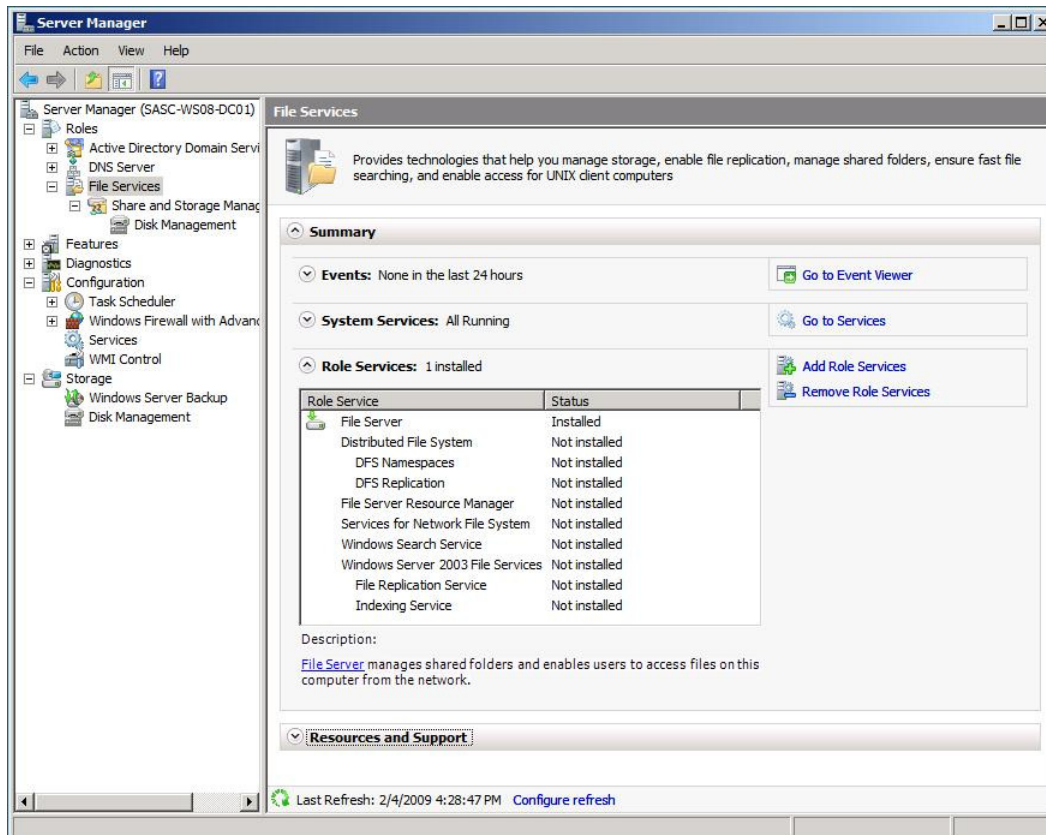 Server Manager
File Action View Help
Server Manager (SASC-WS08-DC01)
Roles
Active Directory Domain Servi
DNS Server
File Services
Share and Storage Manag
Disk Management
Features
Diagnostics
Configuration
Task Scheduler
Windows Firewall with Advanc
Services
WMI Control
Storage
Windows Server Backup
Disk Management
File Services
Provides technologies that help you manage storage, enable file replication, manage shared folders, ensure fast file
searching, and enable access for UNIX client computers
Summary
Events: None in the last 24 hours
Go to Event Viewer
System Services: All Running
Go to Services
Role Services: 1 installed
Add Role Services
Remove Role Services
Role Service Status
File Server Installed
Distributed File System Not installed
DFS Namespaces Not installed
DFS Replication Not installed
File Server Resource Manager Not installed
Services for Network File System Not installed
Windows Search Service Not installed
Windows Server 2003 File Services Not installed
File Replication Service Not installed
Indexing Service Not installed
Description:
File Server manages shared folders and enables users to access files on this
computer from the network.
Resources and Support
Last Refresh: 2/4/2009 4:28:47 PM Configure refresh